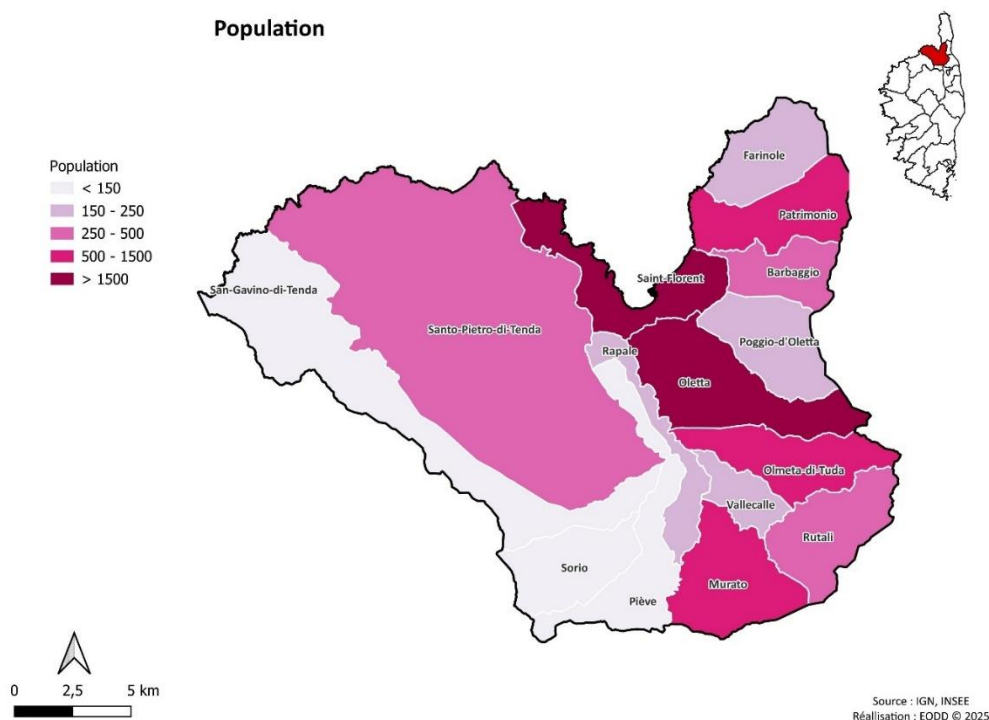 Population
Population
< 150
150 - 250
250 - 500
500 - 1500
> 1500
Farinole
Patrimonio
Barbaggio
Saint-Florent
San-Gavino-di-Tenda
Santo-Pietro-di-Tenda
Poggio-d'Oletta
Rapale
Oletta
Olmeta-di-Tuda
Vallecalle
Rutali
Sorio
Murato
Piève
0 2,5 5 km
Source : IGN, INSEE
Réallisation : EODD © 2025